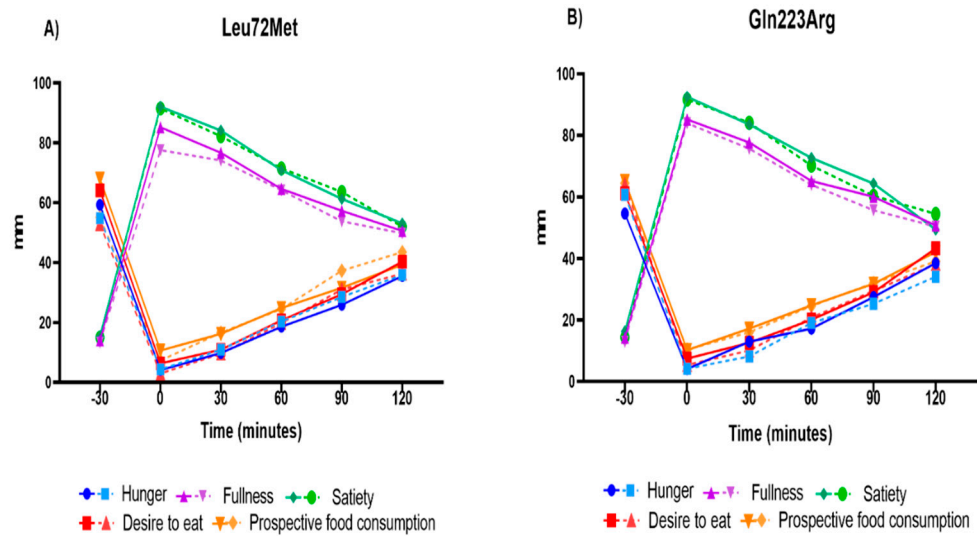 A)
Leu72Met
100
80
60
40
20
0
mm
-30 0 30 60 90 120
Time (minutes)
Hunger Fullness Satiety
Desire to eat Prospective food consumption
B)
Gln223Arg
100
80
60
40
20
0
mm
-30 0 30 60 90 120
Time (minutes)
Hunger Fullness Satiety
Desire to eat Prospective food consumption